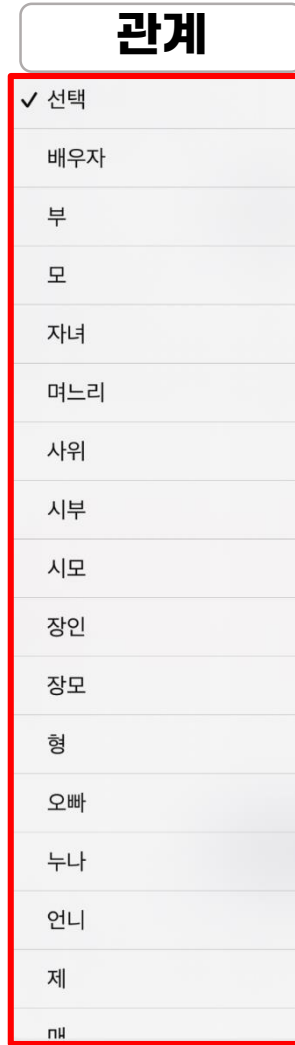 관계
✓ 선택
배우자
부
모
자녀
며느리
사위
시부
시모
장인
장모
형
오빠
누나
언니
제